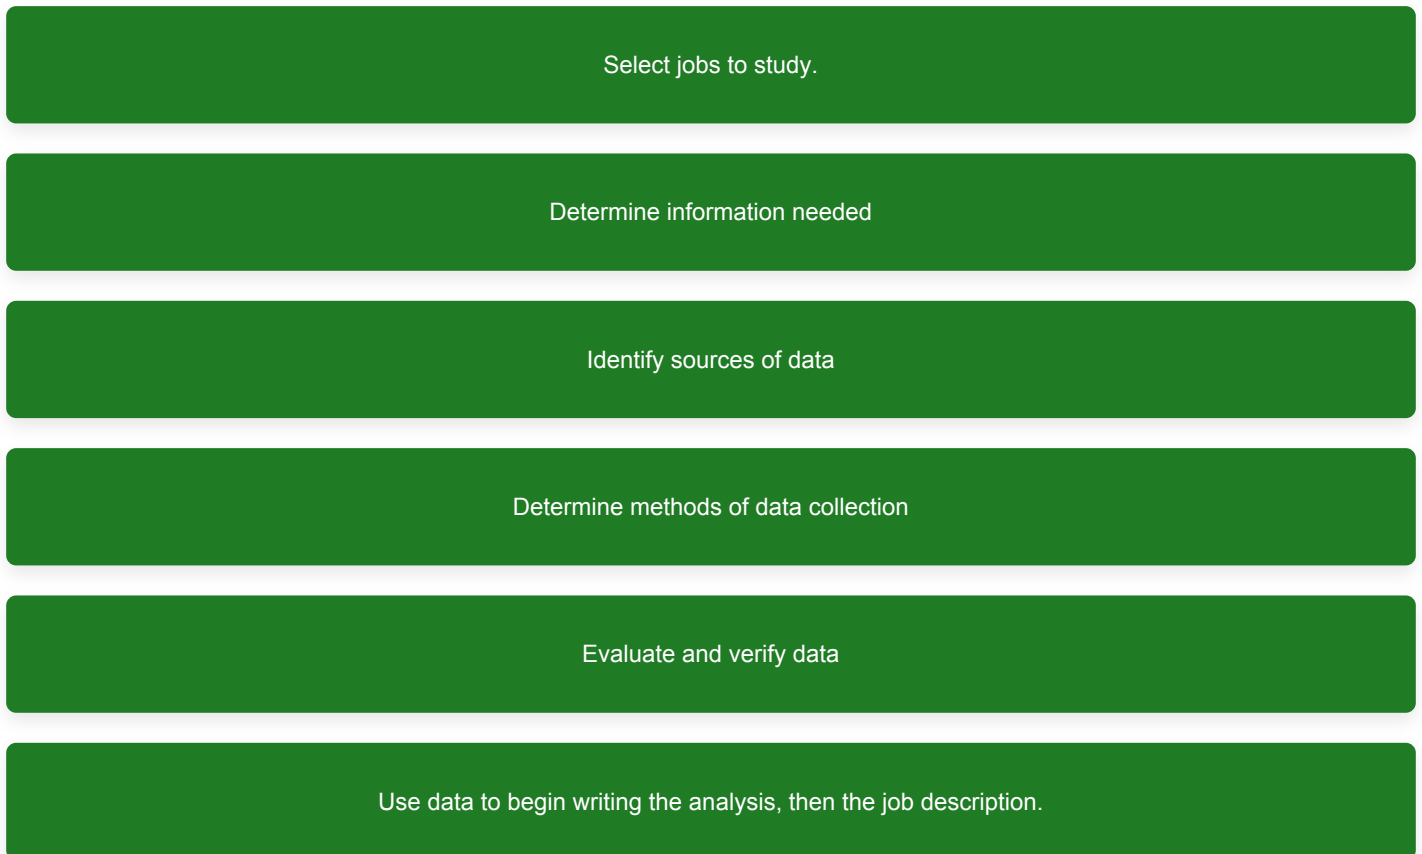 Select jobs to study.
Determine information needed
Identify sources of data
Determine methods of data collection
Evaluate and verify data
Use data to begin writing the analysis, then the job description.